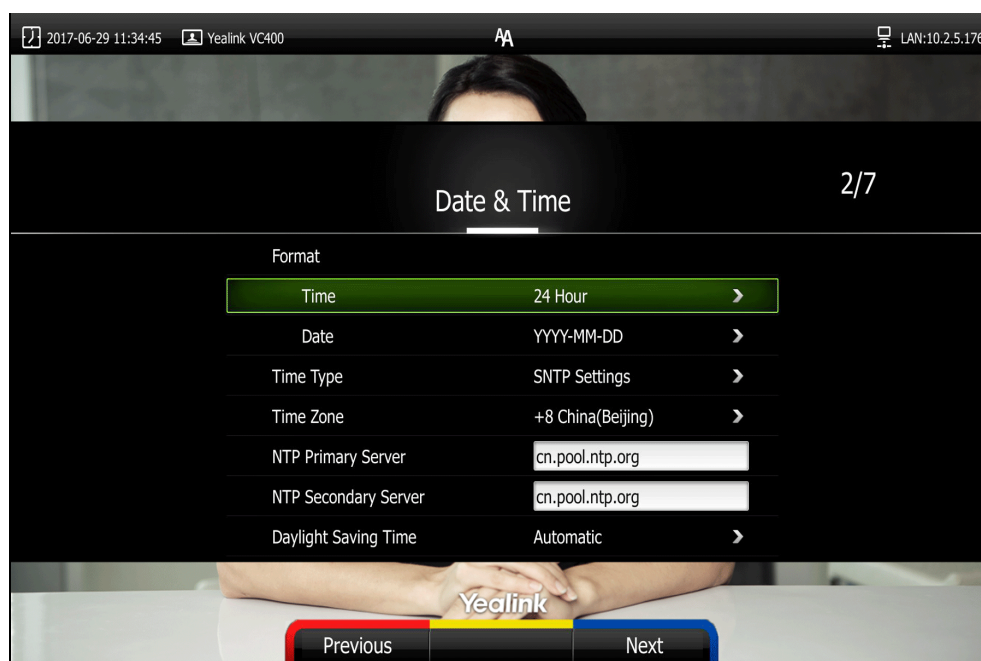 2017-06-29 11:34:45 Yealink VC400 AA LAN:10.2.5.176
2/7
Date & Time
Format
Time 24 Hour
Date YYYY-MM-DD
Time Type SNTP Settings
Time Zone +8 China(Beijing)
NTP Primary Server cn.pool.ntp.org
NTP Secondary Server cn.pool.ntp.org
Daylight Saving Time Automatic
Yealink
Previous Next